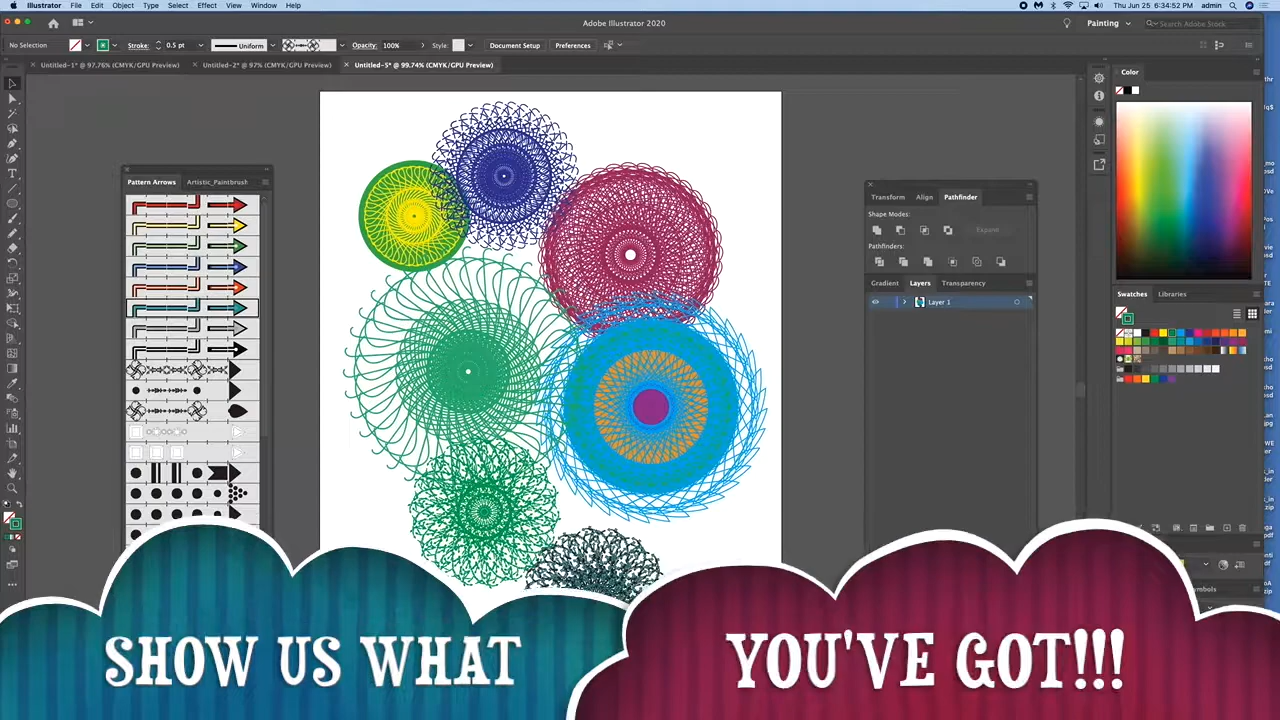 Illustrator File Edit Object Type Select Effect View Window Help
Thu Jun 25 6:34:52 PM admin
Adobe Illustrator 2020
Painting
Search Adobe Stock
No Selection
Stroke: 0.5 pt
Uniform
Opacity: 100%
Style:
Document Setup
Preferences
Untitled-1* @ 97.76% (CMYK/GPU Preview)
Untitled-2* @ 97% (CMYK/GPU Preview)
Untitled-5* @ 99.74% (CMYK/GPU Preview)
Color
Pattern Arrows
Artistic_Paintbrush
Transform Align Pathfinder
Shape Modes:
Expand
Pathfinders:
Gradient Layers Transparency
Layer 1
Swatches Libraries
SHOW US WHAT
YOU'VE GOT!!!